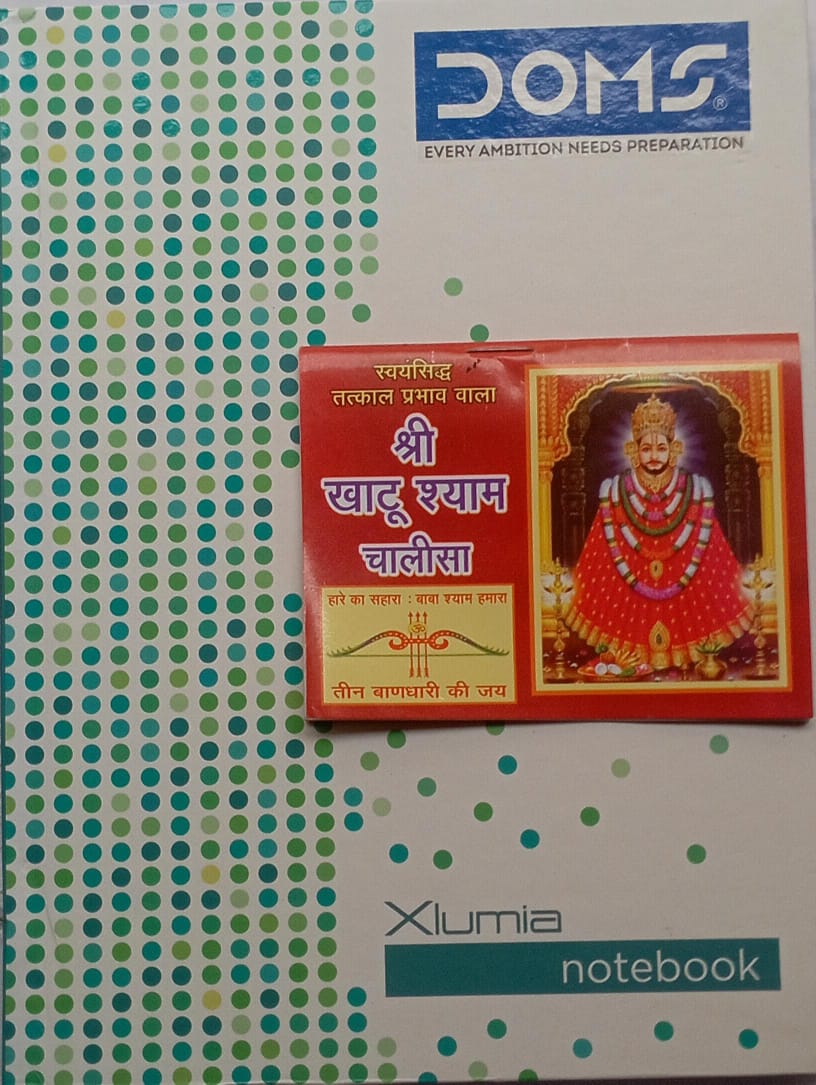 DOMS®
EVERY AMBITION NEEDS PREPARATION
स्वयंसिद्ध
तत्काल प्रभाव वाला
श्री
खाटू श्याम
चालीसा
हारे का सहारा : बाबा श्याम हमारा
तीन बाणधारी की जय
Xlumia
notebook